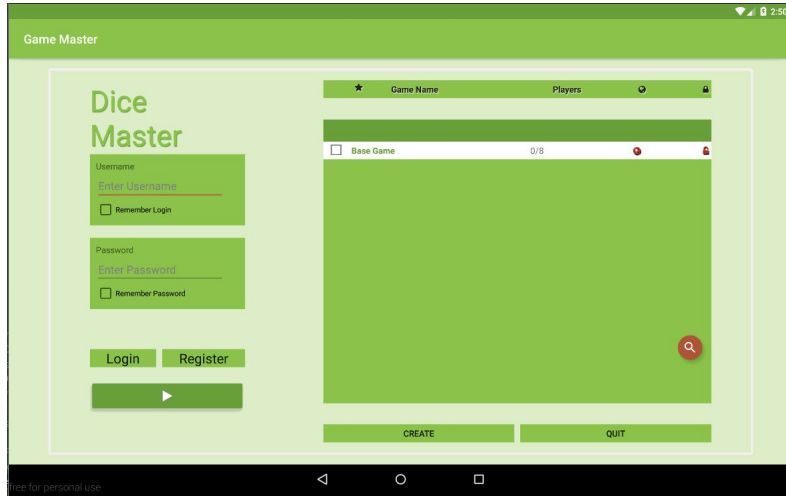 2:50
Game Master
Dice
Master
Username
Enter Username
Remember Login
Password
Enter Password
Remember Password
Login Register
Game Name Players
Base Game 0/8
CREATE QUIT
free for personal use